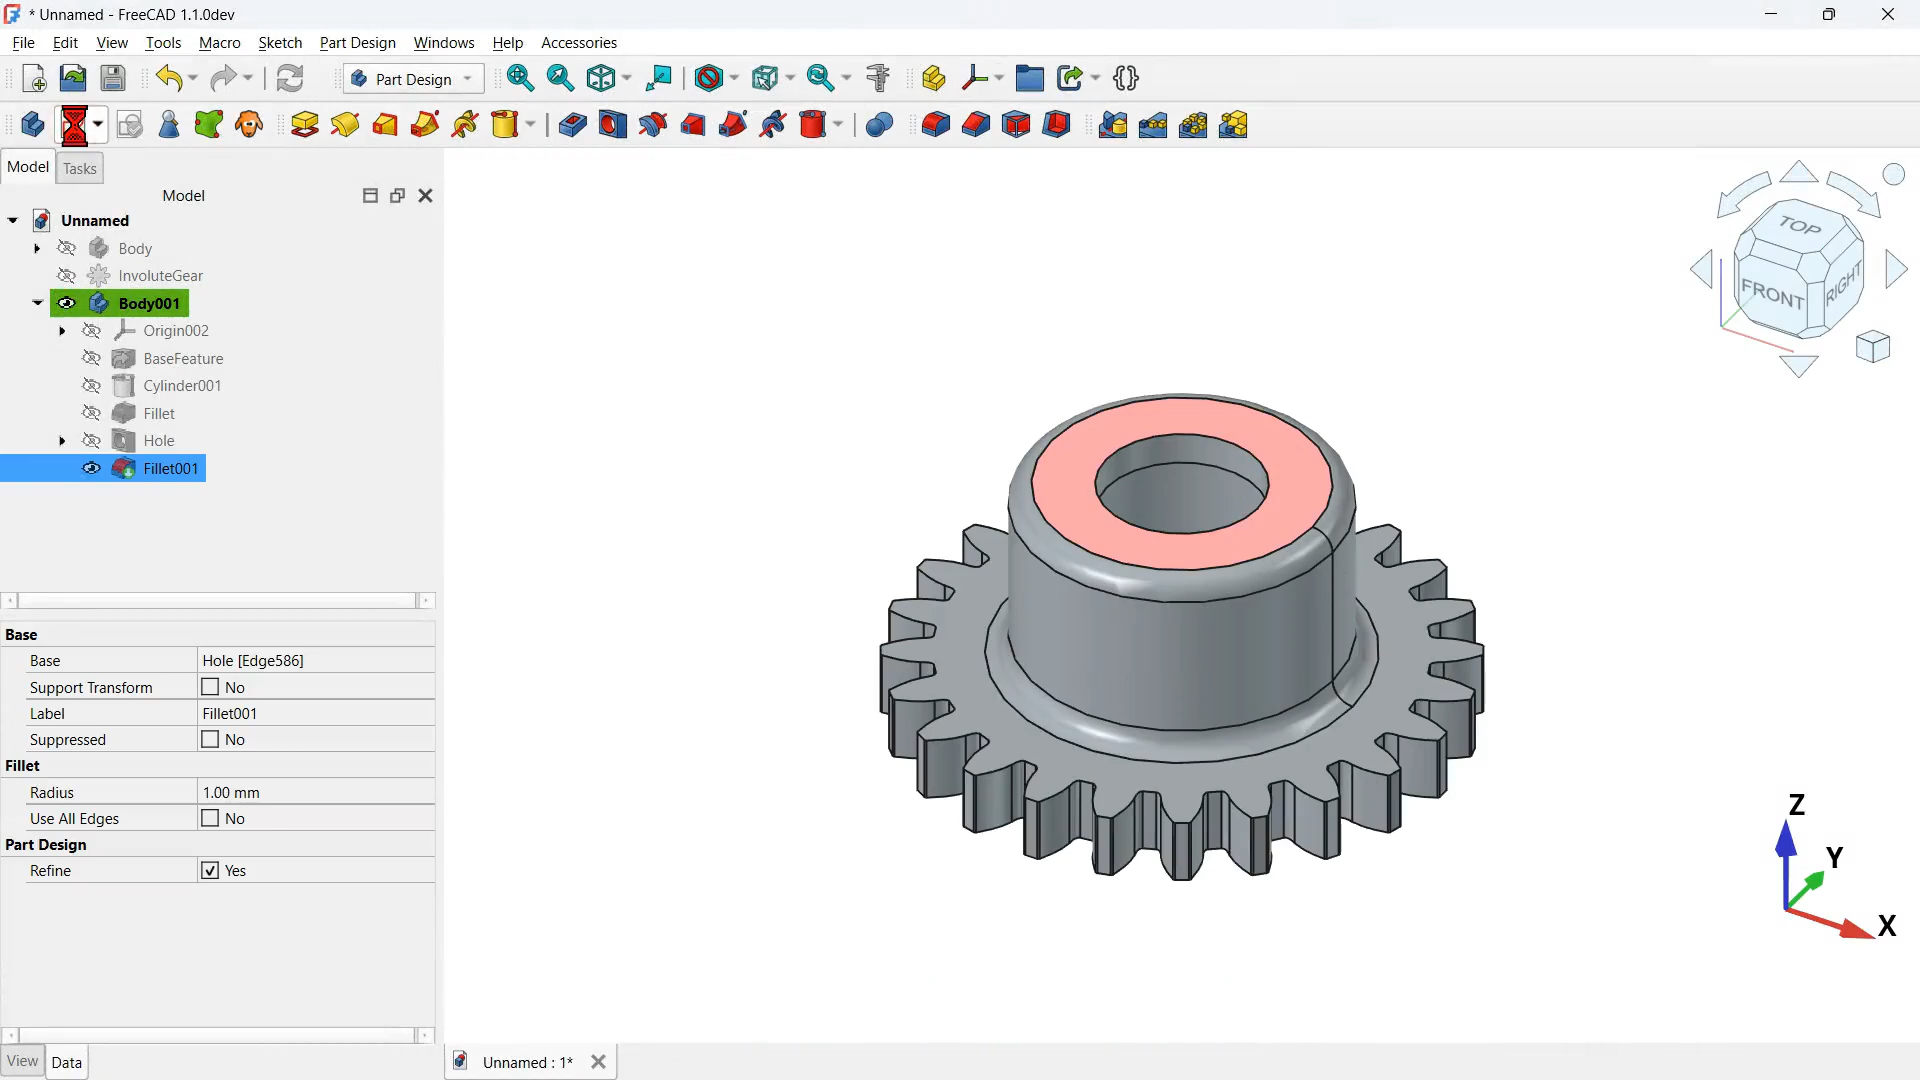 * Unnamed - FreeCAD 1.1.0dev
File Edit View Tools Macro Sketch Part Design Windows Help Accessories
Part Design
Model Tasks
Model
Unnamed
Body
InvoluteGear
Body001
Origin002
BaseFeature
Cylinder001
Fillet
Hole
Fillet001
Base
Base Hole [Edge586]
Support Transform No
Label Fillet001
Suppressed No
Fillet
Radius 1.00 mm
Use All Edges No
Part Design
Refine Yes
View Data
TOP
FRONT
RIGHT
Z
Y
X
Unnamed : 1*